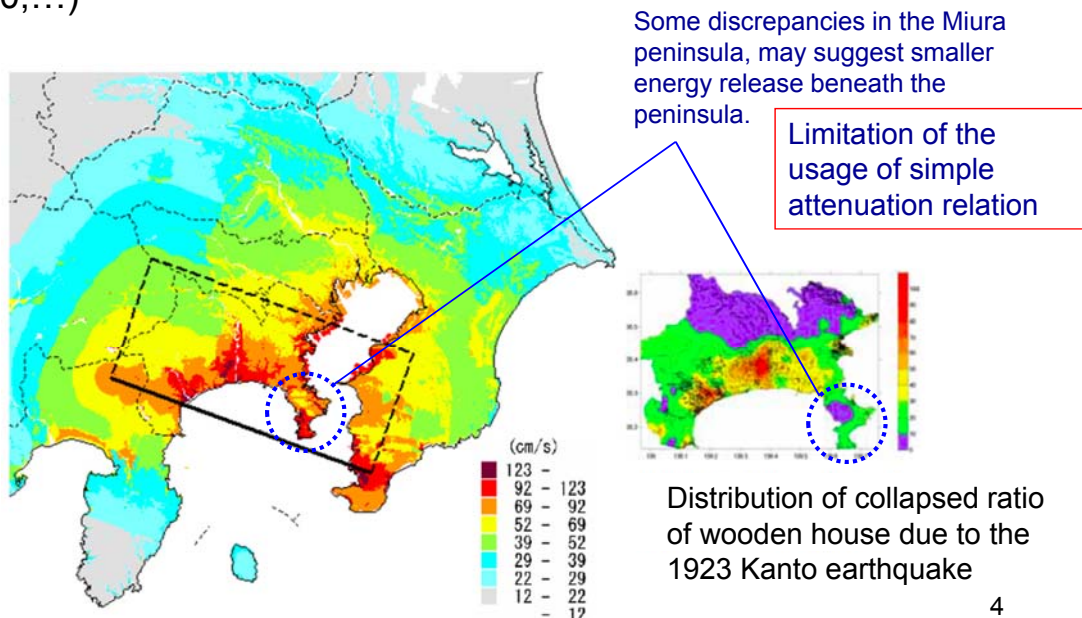 0,...)
Some discrepancies in the Miura
peninsula, may suggest smaller
energy release beneath the
peninsula.
Limitation of the
usage of simple
attenuation relation
(cm/s)
123 -
92 - 123
69 - 92
52 - 69
39 - 52
29 - 39
22 - 29
12 - 22
- 12
Distribution of collapsed ratio
of wooden house due to the
1923 Kanto earthquake
4